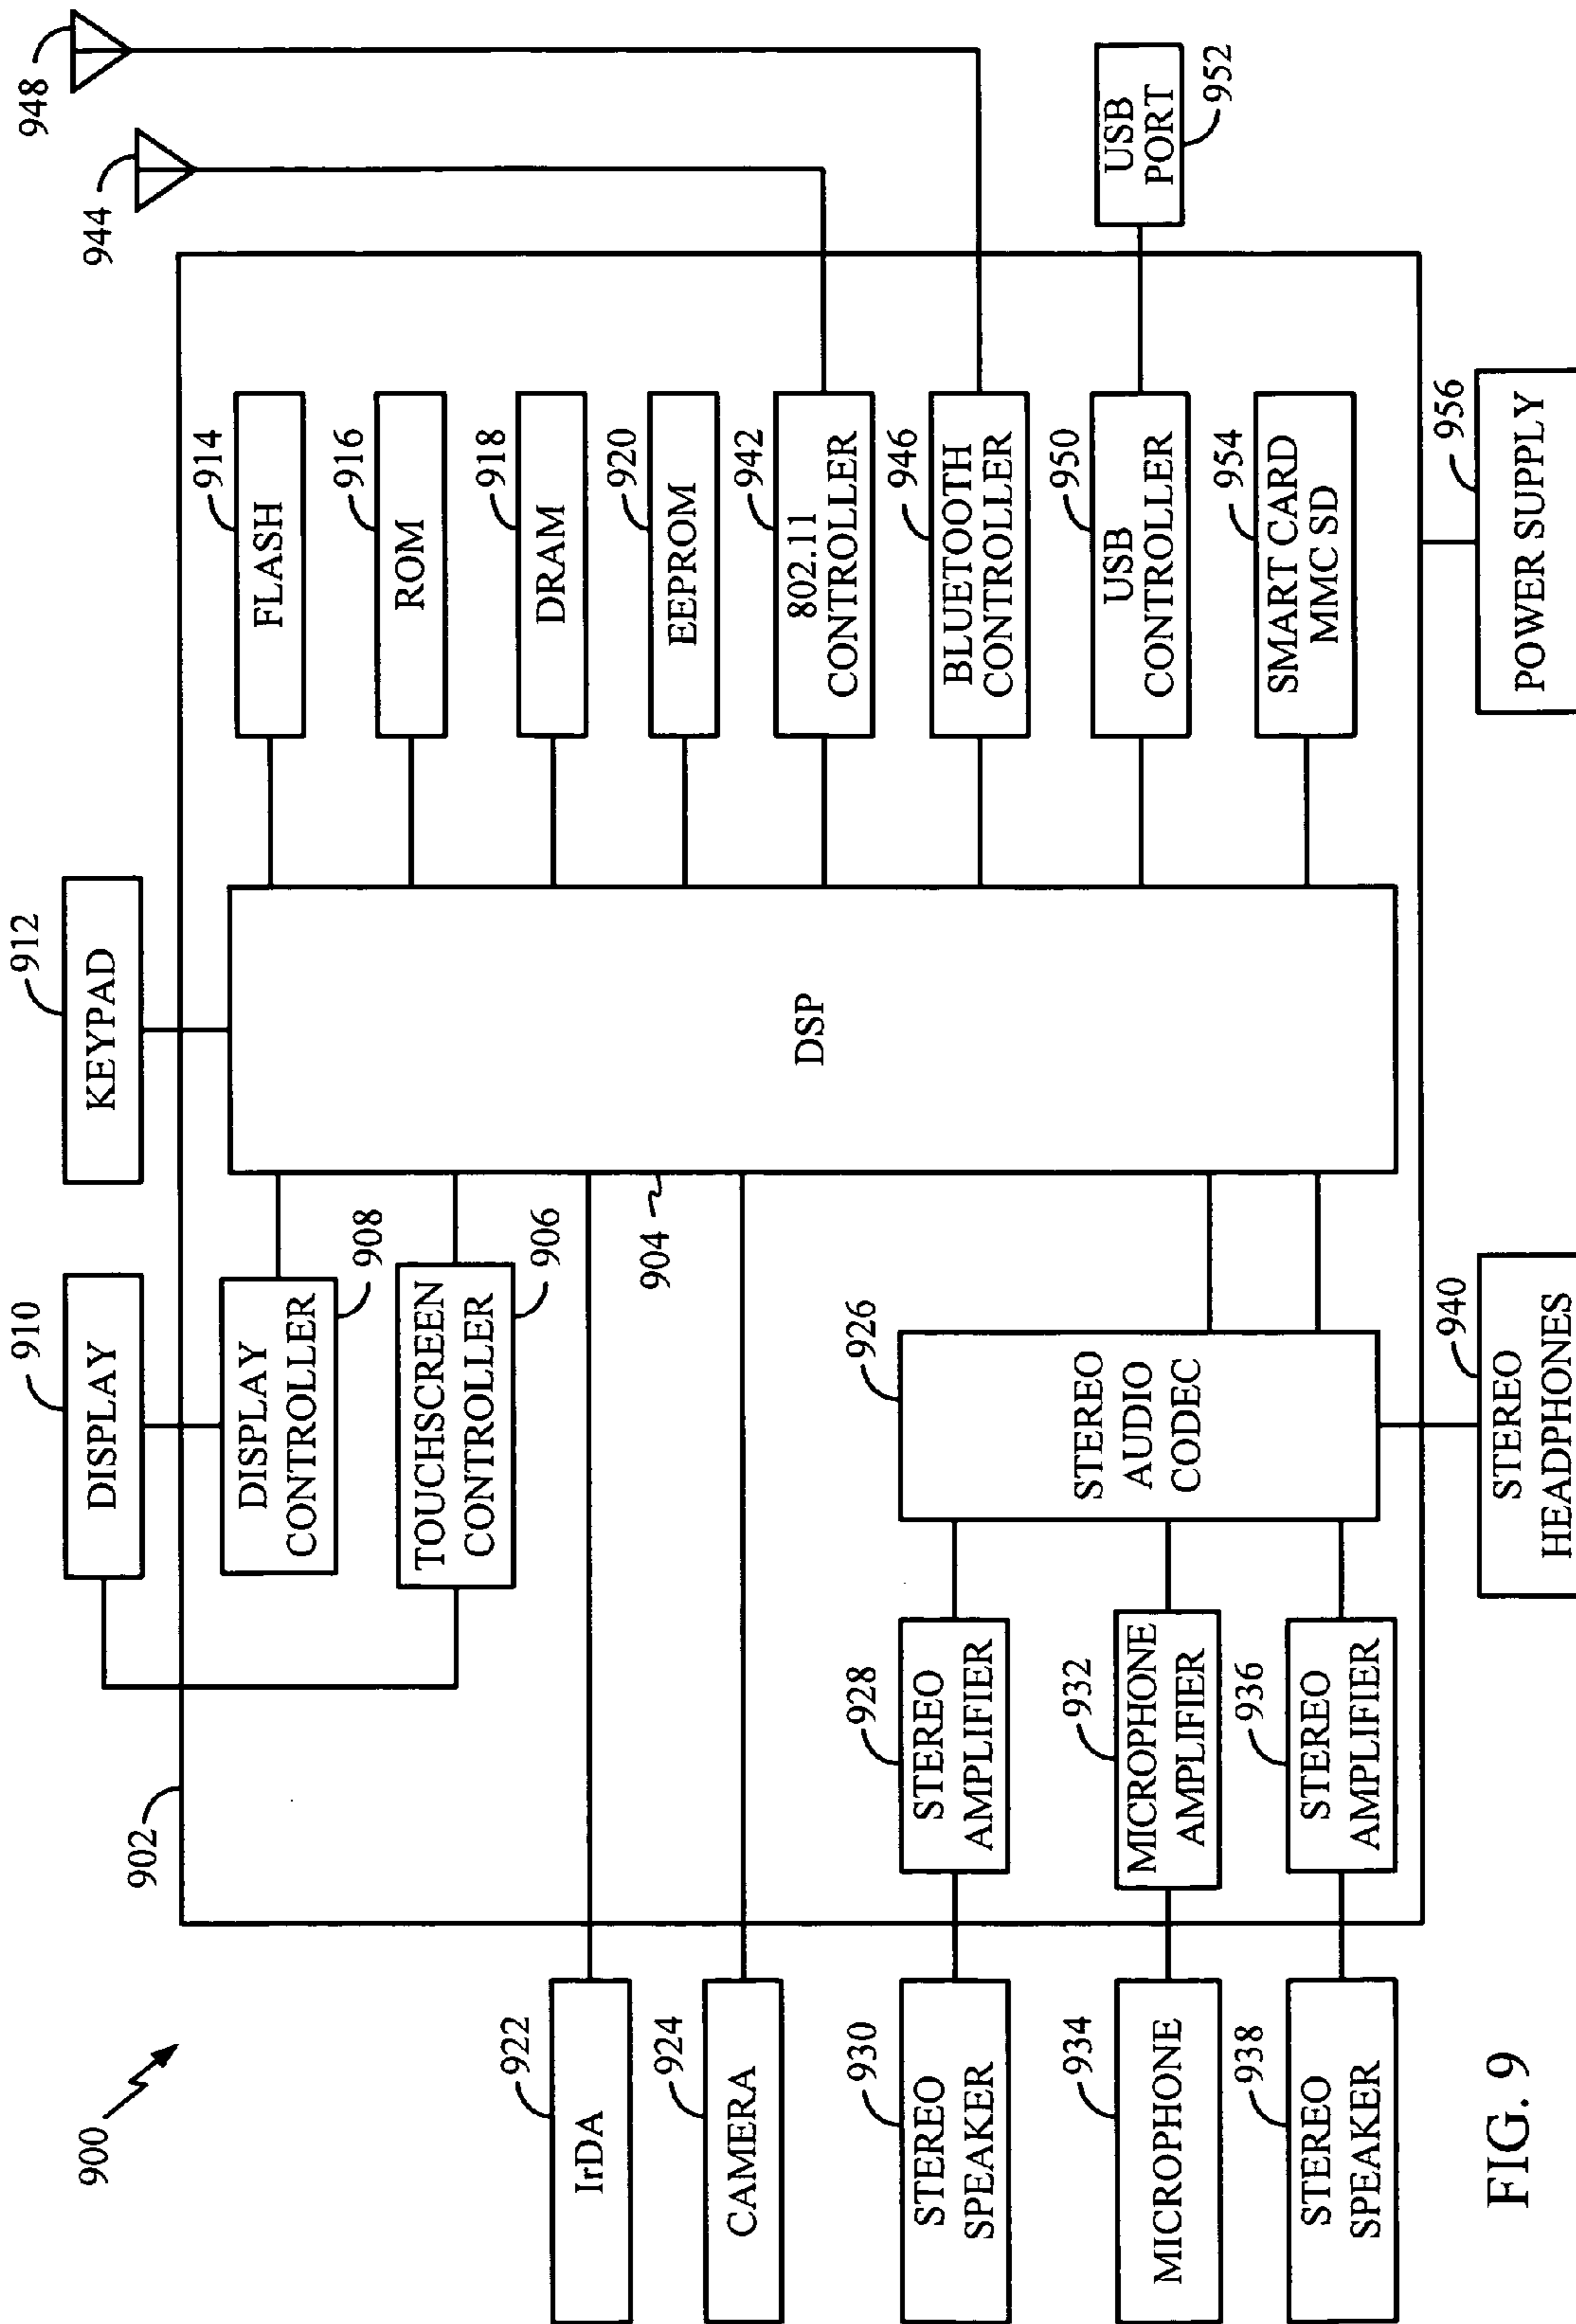 900
902
910
DISPLAY
912
KEYPAD
944
948
DISPLAY
CONTROLLER
908
TOUCHSCREEN
CONTROLLER
906
904
DSP
FLASH
914
ROM
916
DRAM
918
EEPROM
920
802.11
CONTROLLER
942
BLUETOOTH
CONTROLLER
946
USB
CONTROLLER
950
SMART CARD
MMC SD
954
USB
PORT
952
922
IrDA
924
CAMERA
930
STEREO
SPEAKER
928
STEREO
AMPLIFIER
926
STEREO
AUDIO
CODEC
934
MICROPHONE
932
MICROPHONE
AMPLIFIER
938
STEREO
SPEAKER
936
STEREO
AMPLIFIER
940
STEREO
HEADPHONES
956
POWER SUPPLY
FIG. 9